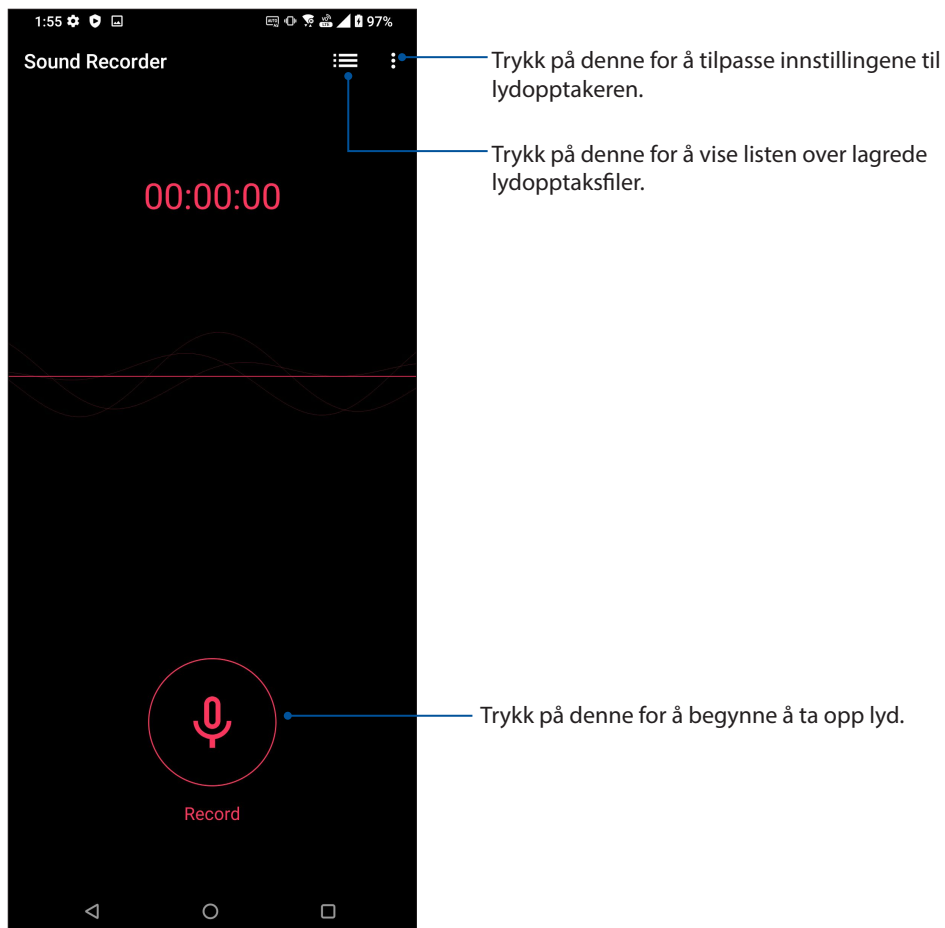 1:55 97%
Sound Recorder
Trykk på denne for å tilpasse innstillingene til
lydopptakeren.
Trykk på denne for å vise listen over lagrede
lydopptaksfiler.
00:00:00
Trykk på denne for å begynne å ta opp lyd.
Record